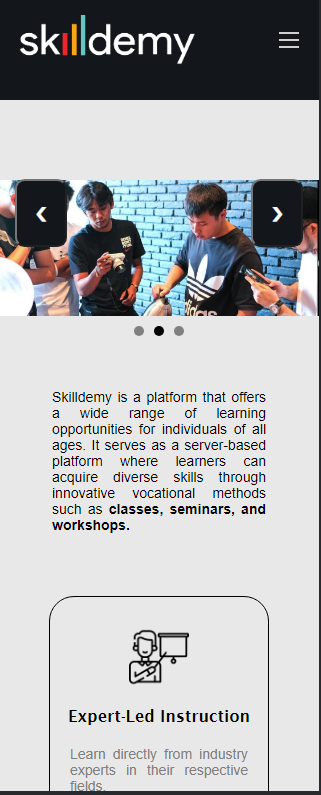 skilldemy
Skilldemy is a platform that offers
a wide range of learning
opportunities for individuals of all
ages. It serves as a server-based
platform where learners can
acquire diverse skills through
innovative vocational methods
such as classes, seminars, and
workshops.
Expert-Led Instruction
Learn directly from industry
experts in their respective
fields.